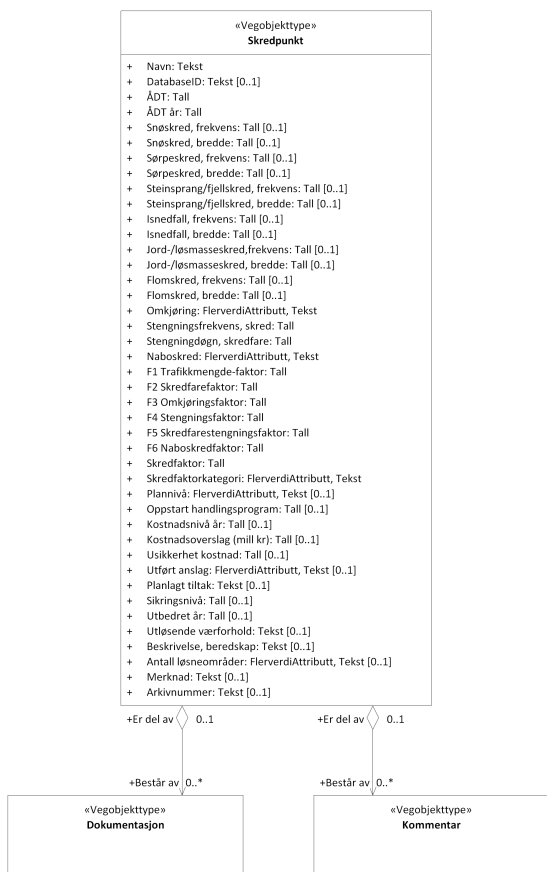 «Vegobjekttype»
Skredpunkt
+ Navn: Tekst
+ DatabaseID: Tekst [0..1]
+ ÅDT: Tall
+ ÅDT år: Tall
+ Snøskred, frekvens: Tall [0..1]
+ Snøskred, bredde: Tall [0..1]
+ Sørpeskred, frekvens: Tall [0..1]
+ Sørpeskred, bredde: Tall [0..1]
+ Steinsprang/fjellskred, frekvens: Tall [0..1]
+ Steinsprang/fjellskred, bredde: Tall [0..1]
+ Isnedfall, frekvens: Tall [0..1]
+ Isnedfall, bredde: Tall [0..1]
+ Jord-/løsmasseskred,frekvens: Tall [0..1]
+ Jord-/løsmasseskred, bredde: Tall [0..1]
+ Flomskred, frekvens: Tall [0..1]
+ Flomskred, bredde: Tall [0..1]
+ Omkjøring: FlerverdiAttributt, Tekst
+ Stengningsfrekvens, skred: Tall
+ Stengningdøgn, skredfare: Tall
+ Naboskred: FlerverdiAttributt, Tekst
+ F1 Trafikkmengde-faktor: Tall
+ F2 Skredfarefaktor: Tall
+ F3 Omkjøringsfaktor: Tall
+ F4 Stengningsfaktor: Tall
+ F5 Skredfarestengningsfaktor: Tall
+ F6 Naboskredfaktor: Tall
+ Skredfaktor: Tall
+ Skredfaktorkategori: FlerverdiAttributt, Tekst
+ Plannivå: FlerverdiAttributt, Tekst [0..1]
+ Oppstart handlingsprogram: Tall [0..1]
+ Kostnadsnivå år: Tall [0..1]
+ Kostnadsoverslag (mill kr): Tall [0..1]
+ Usikkerhet kostnad: Tall [0..1]
+ Utført anslag: FlerverdiAttributt, Tekst [0..1]
+ Planlagt tiltak: Tekst [0..1]
+ Sikringsnivå: Tall [0..1]
+ Utbedret år: Tall [0..1]
+ Utløsende værforhold: Tekst [0..1]
+ Beskrivelse, beredskap: Tekst [0..1]
+ Antall løsneområder: FlerverdiAttributt, Tekst [0..1]
+ Merknad: Tekst [0..1]
+ Arkivnummer: Tekst [0..1]
+Er del av 0..1 +Er del av 0..1
+Består av 0..* +Består av 0..*
«Vegobjekttype» «Vegobjekttype»
Dokumentasjon Kommentar